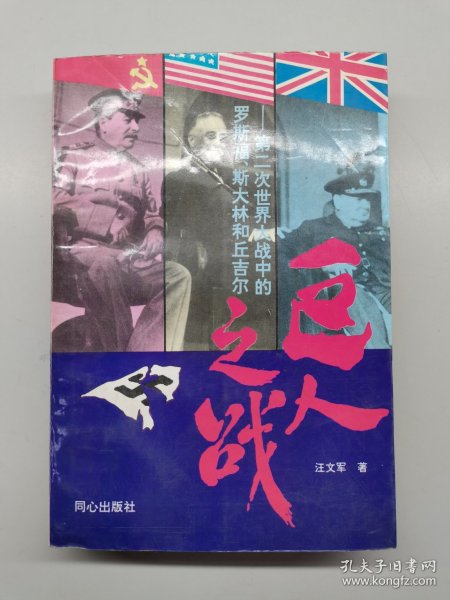 巨人
之战
——第二次世界大战中的
罗斯福、斯大林和丘吉尔
汪文军 著
同心出版社
孔夫子旧书网
www.kongfz.com